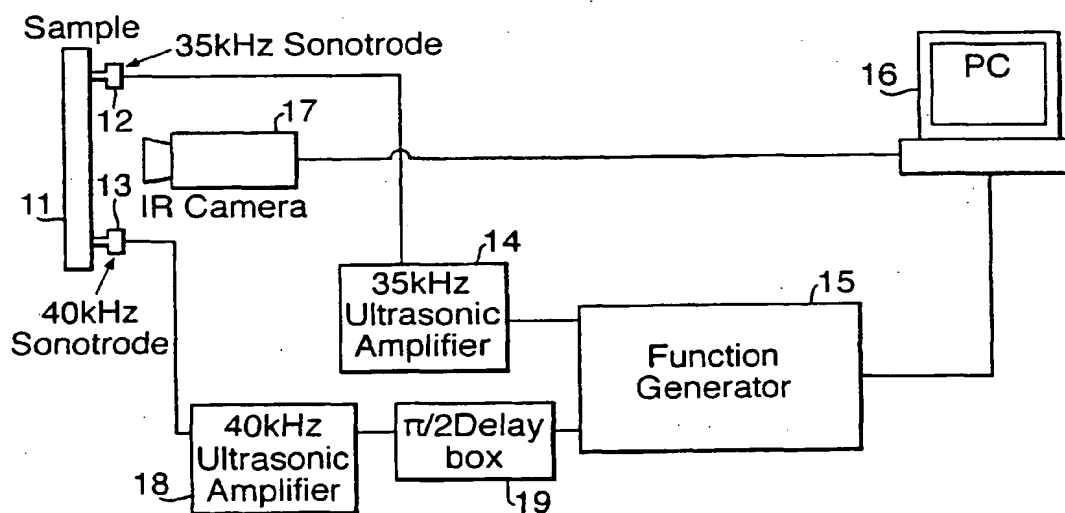 Sample
35kHz Sonotrode
12
17
16
PC
13
11
IR Camera
40kHz
Sonotrode
14
35kHz
Ultrasonic
Amplifier
15
Function
Generator
40kHz
Ultrasonic
Amplifier
18
π/2Delay
box
19